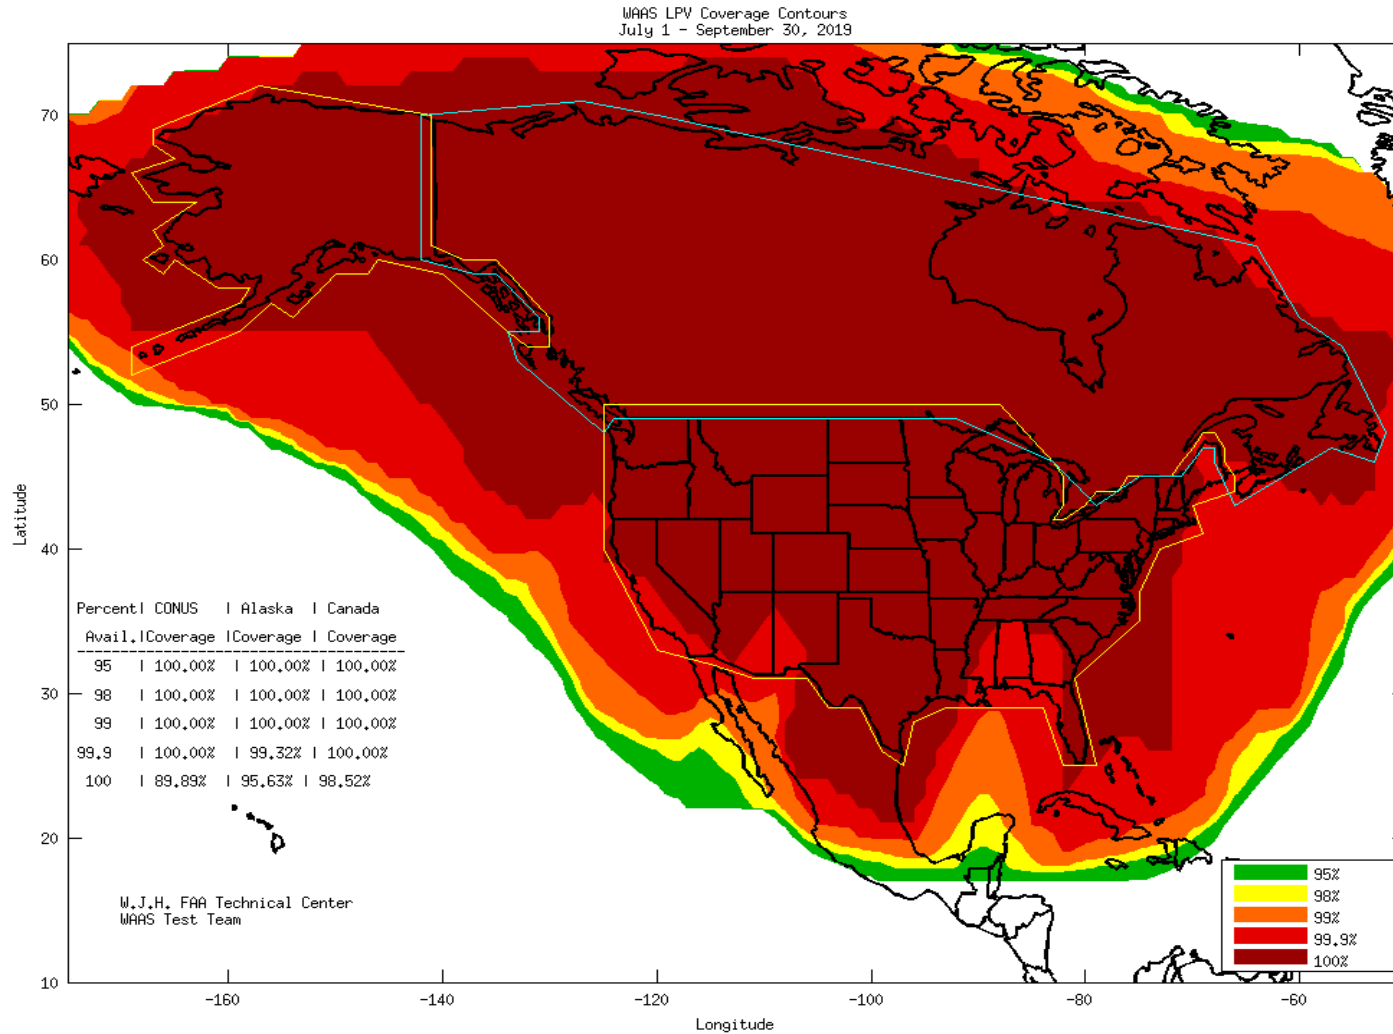 WAAS LPV Coverage Contours
July 1 - September 30, 2019
Latitude
70
60
50
40
30
20
10
Percent| CONUS | Alaska | Canada
Avail.|Coverage |Coverage | Coverage
95 | 100.00% | 100.00% | 100.00%
98 | 100.00% | 100.00% | 100.00%
99 | 100.00% | 100.00% | 100.00%
99.9 | 100.00% | 99.32% | 100.00%
100 | 89.89% | 95.63% | 98.52%
W.J.H. FAA Technical Center
WAAS Test Team
95%
98%
99%
99.9%
100%
-160 -140 -120 -100 -80 -60
Longitude